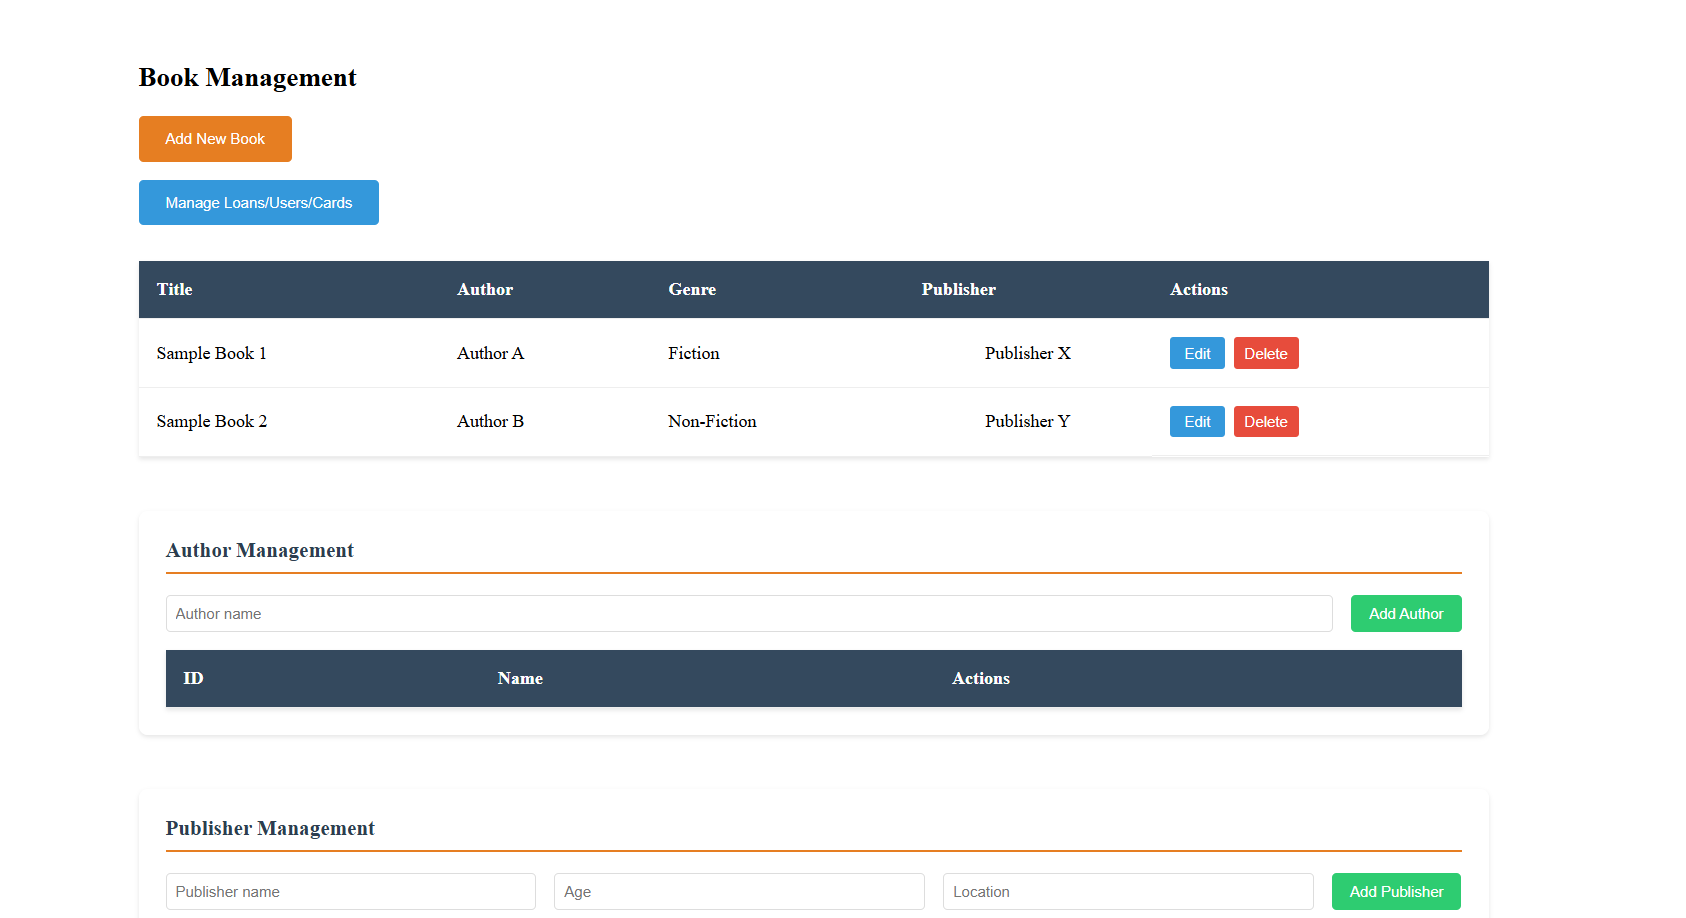 Book Management
Add New Book
Manage Loans/Users/Cards
Title Author Genre Publisher Actions
Sample Book 1 Author A Fiction Publisher X Edit Delete
Sample Book 2 Author B Non-Fiction Publisher Y Edit Delete
Author Management
Author name Add Author
ID Name Actions
Publisher Management
Publisher name Age Location Add Publisher